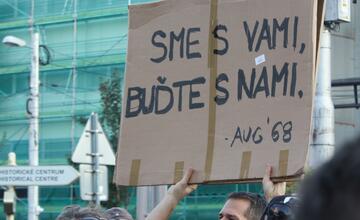 SME S VAMI,
BUĎTE S NAMI.
-AUG '68
HISTORICKÉ CENTRUM
HISTORICAL CENTRE